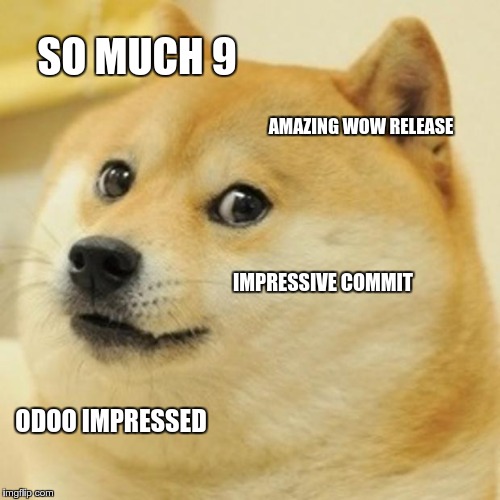 SO MUCH 9
AMAZING WOW RELEASE
IMPRESSIVE COMMIT
ODOO IMPRESSED
imgflip.com